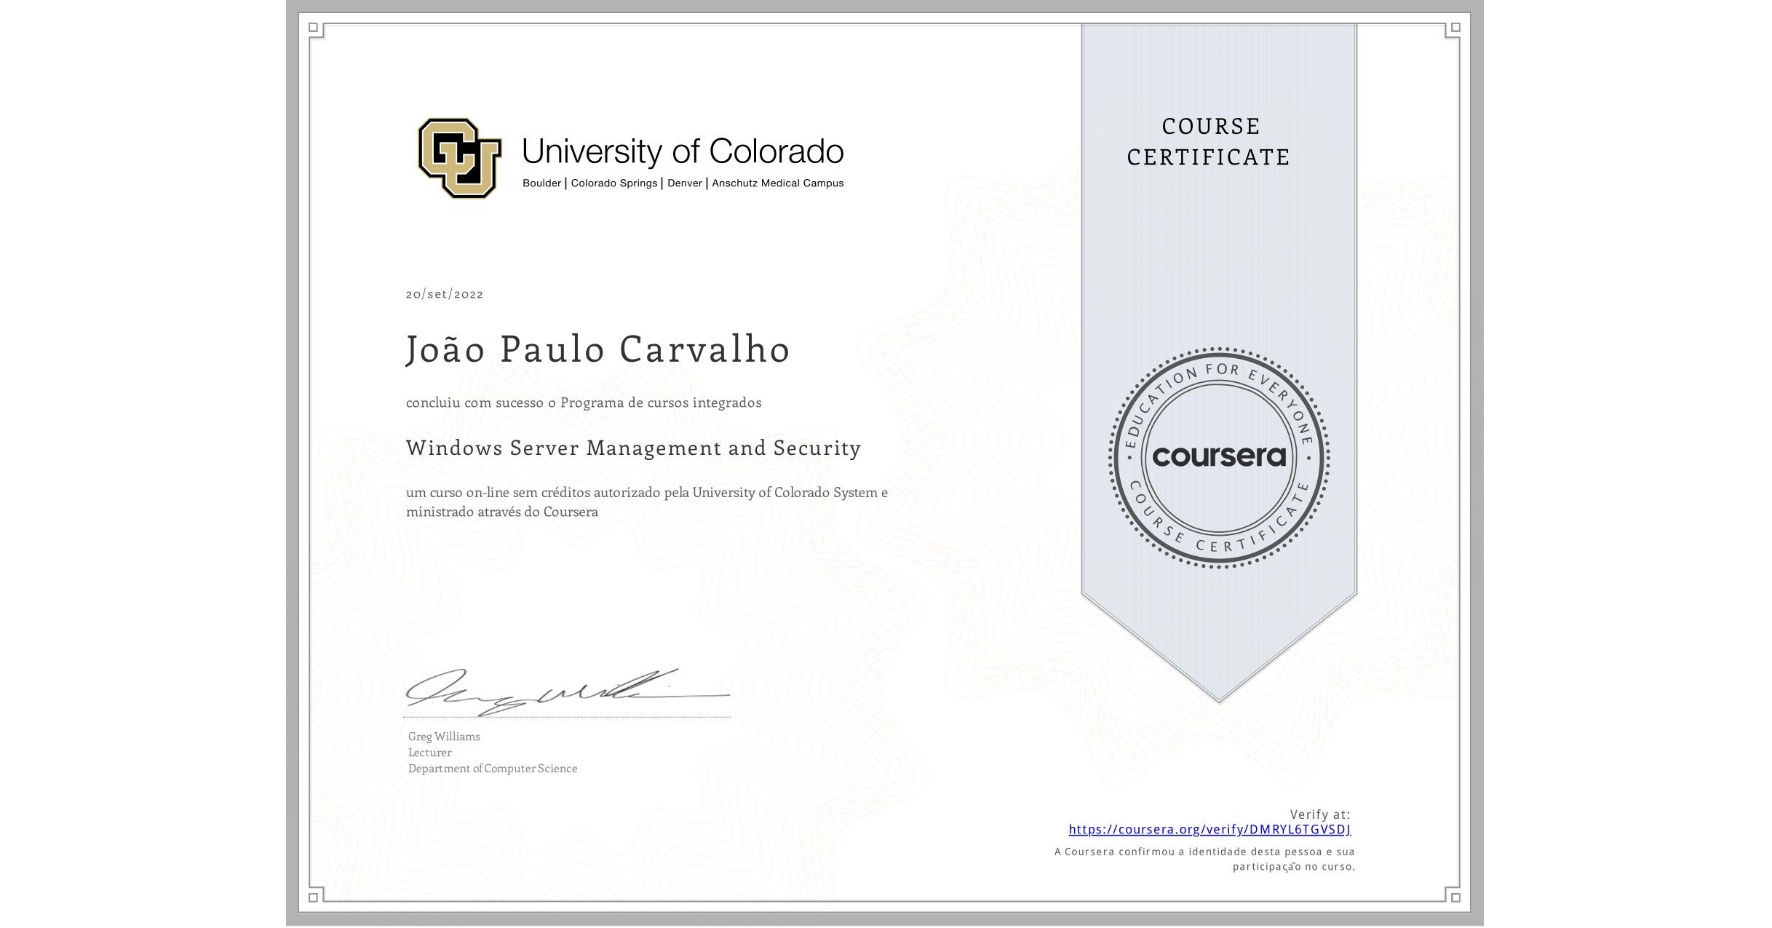 CU
University of Colorado
Boulder | Colorado Springs | Denver | Anschutz Medical Campus
COURSE
CERTIFICATE
20/set/2022
João Paulo Carvalho
concluiu com sucesso o Programa de cursos integrados
Windows Server Management and Security
um curso on-line sem créditos autorizado pela University of Colorado System e
ministrado através do Coursera
EDUCATION FOR EVERYONE
coursera
COURSE CERTIFICATE
Greg Williams
Lecturer
Department of Computer Science
Verify at:
https://coursera.org/verify/DMRYL6TGVSDJ
A Coursera confirmou a identidade desta pessoa e sua
participação no curso.